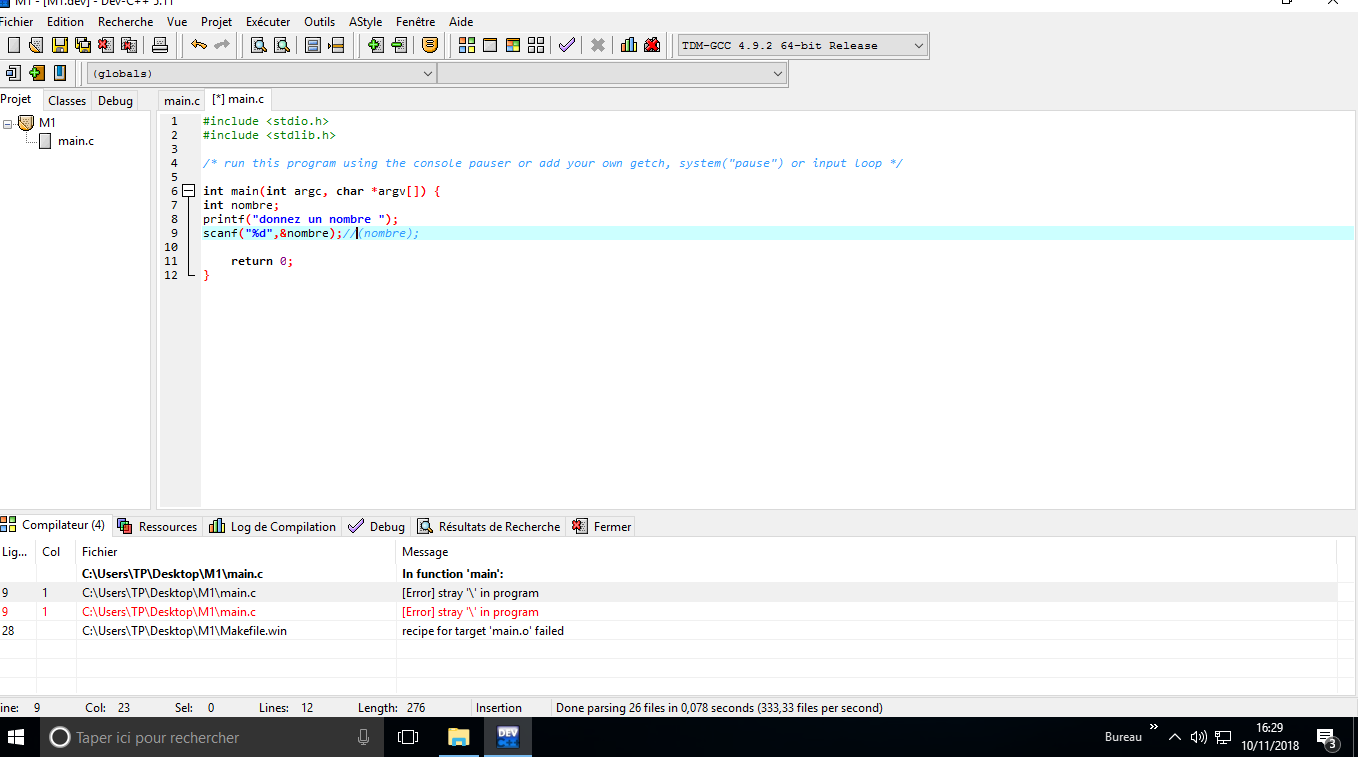 M1 - [M1.dev] - Dev-C++ 5.11
Fichier Edition Recherche Vue Projet Exécuter Outils AStyle Fenêtre Aide
TDM-GCC 4.9.2 64-bit Release
(globals)
Projet Classes Debug main.c [*] main.c
M1
main.c
1 #include <stdio.h>
2 #include <stdlib.h>
3
4 /* run this program using the console pauser or add your own getch, system("pause") or input loop */
5
6 int main(int argc, char *argv[]) {
7 int nombre;
8 printf("donnez un nombre ");
9 scanf("%d",&nombre);//(nombre);
10
11 return 0;
12 }
Compilateur (4) Ressources Log de Compilation Debug Résultats de Recherche Fermer
Lig... Col Fichier Message
C:\Users\TP\Desktop\M1\main.c In function 'main':
9 1 C:\Users\TP\Desktop\M1\main.c [Error] stray '\' in program
9 1 C:\Users\TP\Desktop\M1\main.c [Error] stray '\' in program
28 C:\Users\TP\Desktop\M1\Makefile.win recipe for target 'main.o' failed
ine: 9 Col: 23 Sel: 0 Lines: 12 Length: 276 Insertion Done parsing 26 files in 0,078 seconds (333,33 files per second)
Taper ici pour rechercher
DEV
C++
Bureau
16:29
10/11/2018
3